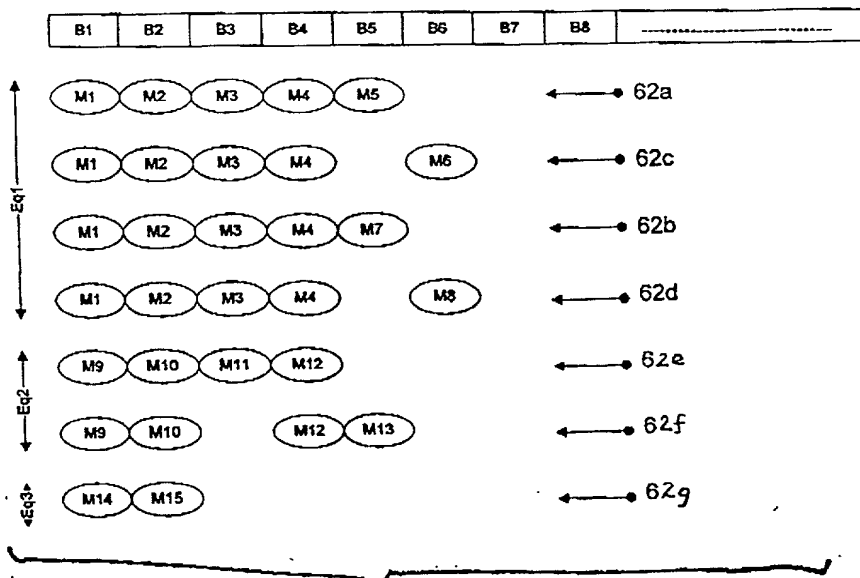 B1 B2 B3 B4 B5 B6 B7 B8
M1 M2 M3 M4 M5 62a
M1 M2 M3 M4 M6 62c
Eq1
M1 M2 M3 M4 M7 62b
M1 M2 M3 M4 M8 62d
M9 M10 M11 M12 62e
Eq2
M9 M10 M12 M13 62f
Eq3
M14 M15 62g